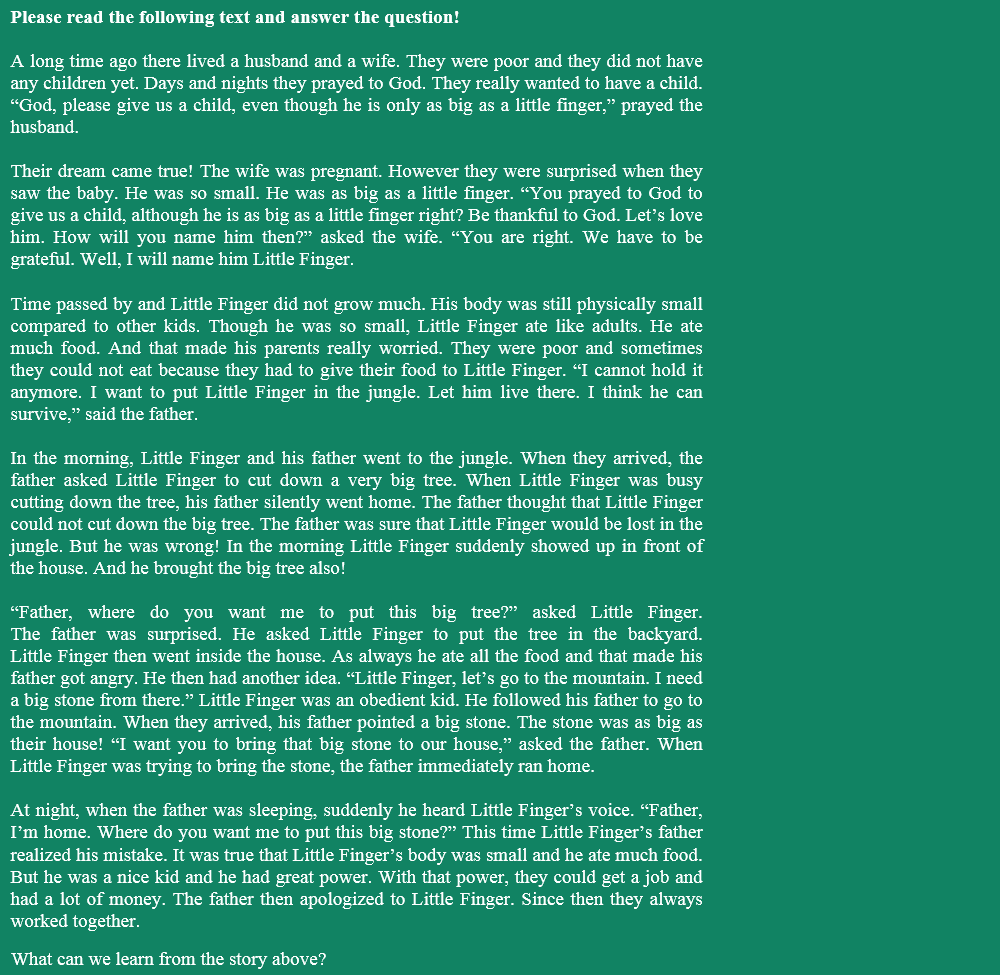 Please read the following text and answer the question!
A long time ago there lived a husband and a wife. They were poor and they did not have
any children yet. Days and nights they prayed to God. They really wanted to have a child.
“God, please give us a child, even though he is only as big as a little finger,” prayed the
husband.
Their dream came true! The wife was pregnant. However they were surprised when they
saw the baby. He was so small. He was as big as a little finger. “You prayed to God to
give us a child, although he is as big as a little finger right? Be thankful to God. Let’s love
him. How will you name him then?” asked the wife. “You are right. We have to be
grateful. Well, I will name him Little Finger.
Time passed by and Little Finger did not grow much. His body was still physically small
compared to other kids. Though he was so small, Little Finger ate like adults. He ate
much food. And that made his parents really worried. They were poor and sometimes
they could not eat because they had to give their food to Little Finger. “I cannot hold it
anymore. I want to put Little Finger in the jungle. Let him live there. I think he can
survive,” said the father.
In the morning, Little Finger and his father went to the jungle. When they arrived, the
father asked Little Finger to cut down a very big tree. When Little Finger was busy
cutting down the tree, his father silently went home. The father thought that Little Finger
could not cut down the big tree. The father was sure that Little Finger would be lost in the
jungle. But he was wrong! In the morning Little Finger suddenly showed up in front of
the house. And he brought the big tree also!
“Father, where do you want me to put this big tree?” asked Little Finger.
The father was surprised. He asked Little Finger to put the tree in the backyard.
Little Finger then went inside the house. As always he ate all the food and that made his
father got angry. He then had another idea. “Little Finger, let’s go to the mountain. I need
a big stone from there.” Little Finger was an obedient kid. He followed his father to go to
the mountain. When they arrived, his father pointed a big stone. The stone was as big as
their house! “I want you to bring that big stone to our house,” asked the father. When
Little Finger was trying to bring the stone, the father immediately ran home.
At night, when the father was sleeping, suddenly he heard Little Finger’s voice. “Father,
I’m home. Where do you want me to put this big stone?” This time Little Finger’s father
realized his mistake. It was true that Little Finger’s body was small and he ate much food.
But he was a nice kid and he had great power. With that power, they could get a job and
had a lot of money. The father then apologized to Little Finger. Since then they always
worked together.
What can we learn from the story above?